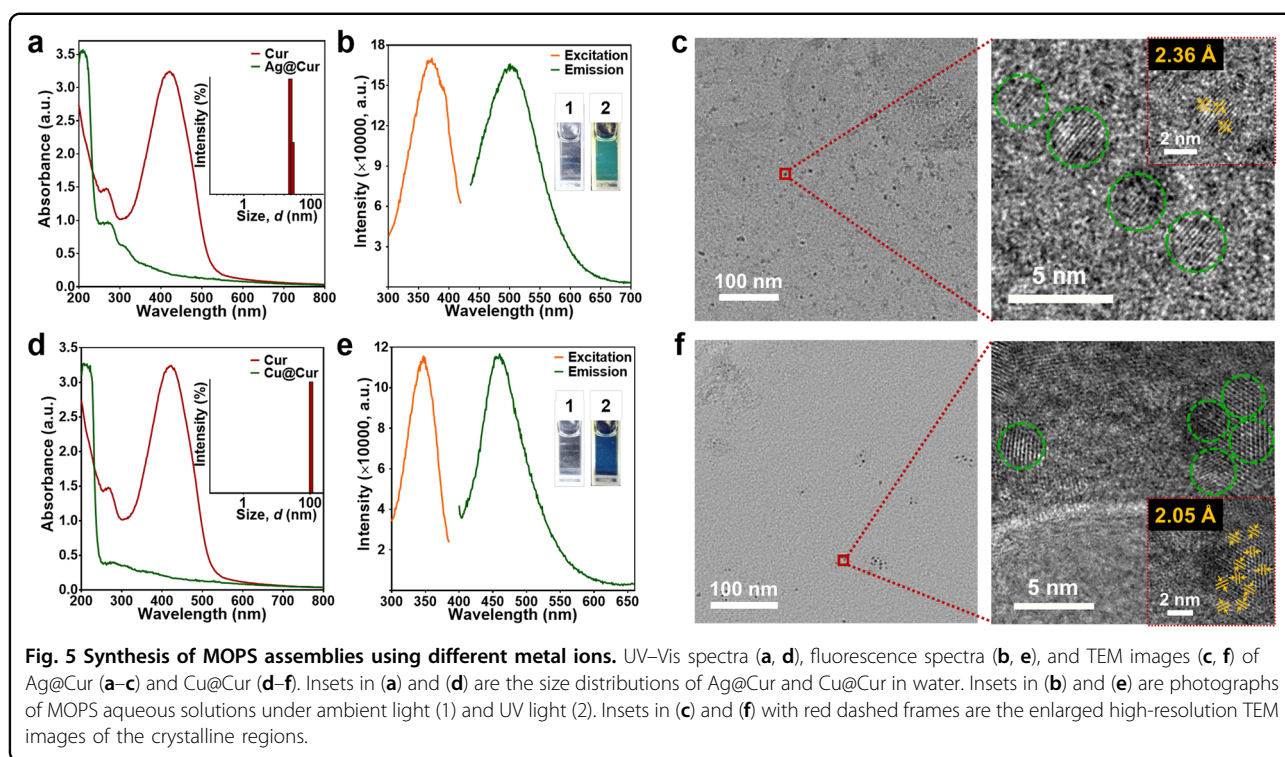 a
3.5
3.0
2.5
2.0
1.5
1.0
0.5
0.0
Absorbance (a.u.)
Cur
Ag@Cur
Intensity (%)
1 100
Size, d (nm)
200 300 400 500 600 700 800
Wavelength (nm)
b
18
15
12
9
6
3
Intensity (×10000, a.u.)
Excitation
Emission
1 2
300 350 400 450 500 550 600 650 700
Wavelength (nm)
c
100 nm
2.36 Å
2 nm
5 nm
d
3.5
3.0
2.5
2.0
1.5
1.0
0.5
0.0
Absorbance (a.u.)
Cur
Cu@Cur
Intensity (%)
1 100
Size, d (nm)
200 300 400 500 600 700 800
Wavelength (nm)
e
12
10
8
6
4
2
0
Intensity (×10000, a.u.)
Excitation
Emission
1 2
300 350 400 450 500 550 600 650
Wavelength (nm)
f
100 nm
2.05 Å
2 nm
5 nm
Fig. 5 Synthesis of MOPS assemblies using different metal ions. UV–Vis spectra (a, d), fluorescence spectra (b, e), and TEM images (c, f) of
Ag@Cur (a–c) and Cu@Cur (d–f). Insets in (a) and (d) are the size distributions of Ag@Cur and Cu@Cur in water. Insets in (b) and (e) are photographs
of MOPS aqueous solutions under ambient light (1) and UV light (2). Insets in (c) and (f) with red dashed frames are the enlarged high-resolution TEM
images of the crystalline regions.